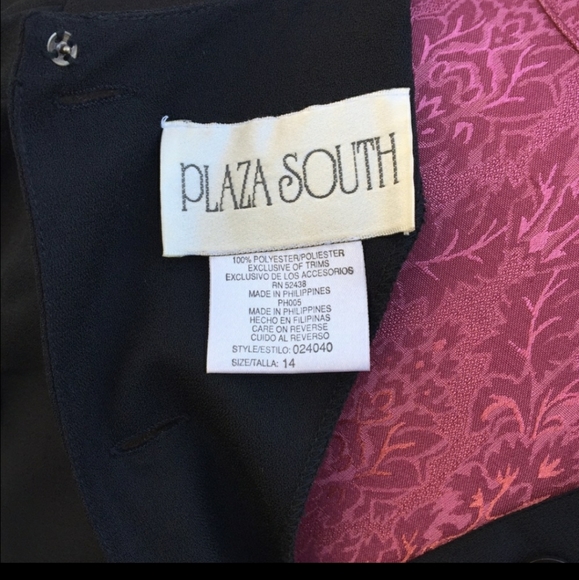 PLAZA SOUTH
100% POLYESTER/POLIESTER
EXCLUSIVE OF TRIMS
EXCLUSIVO DE LOS ACCESORIOS
RN 52438
MADE IN PHILIPPINES
PH005
MADE IN PHILIPPINES
HECHO EN FILIPINAS
CARE ON REVERSE
CUIDO AL REVERSO
STYLE/ESTILO: 024040
SIZE/TALLA: 14